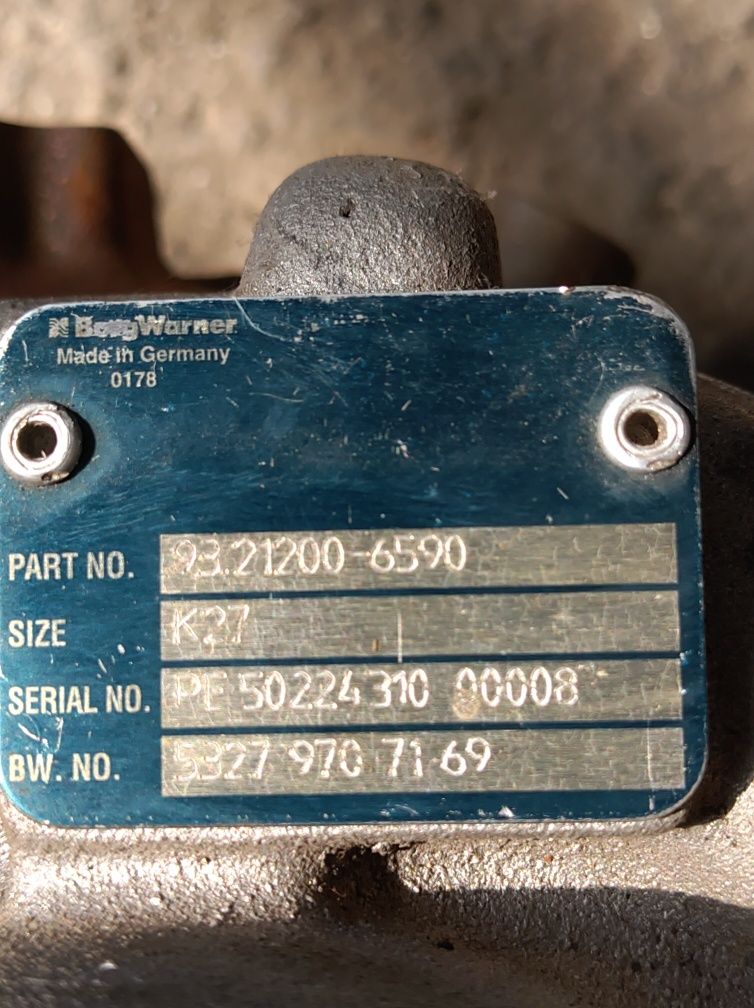 BorgWarner
Made in Germany
0178
PART NO. 93.21200-6590
SIZE K27
SERIAL NO. PE 50224310 00008
BW. NO. 5327 970 71-69